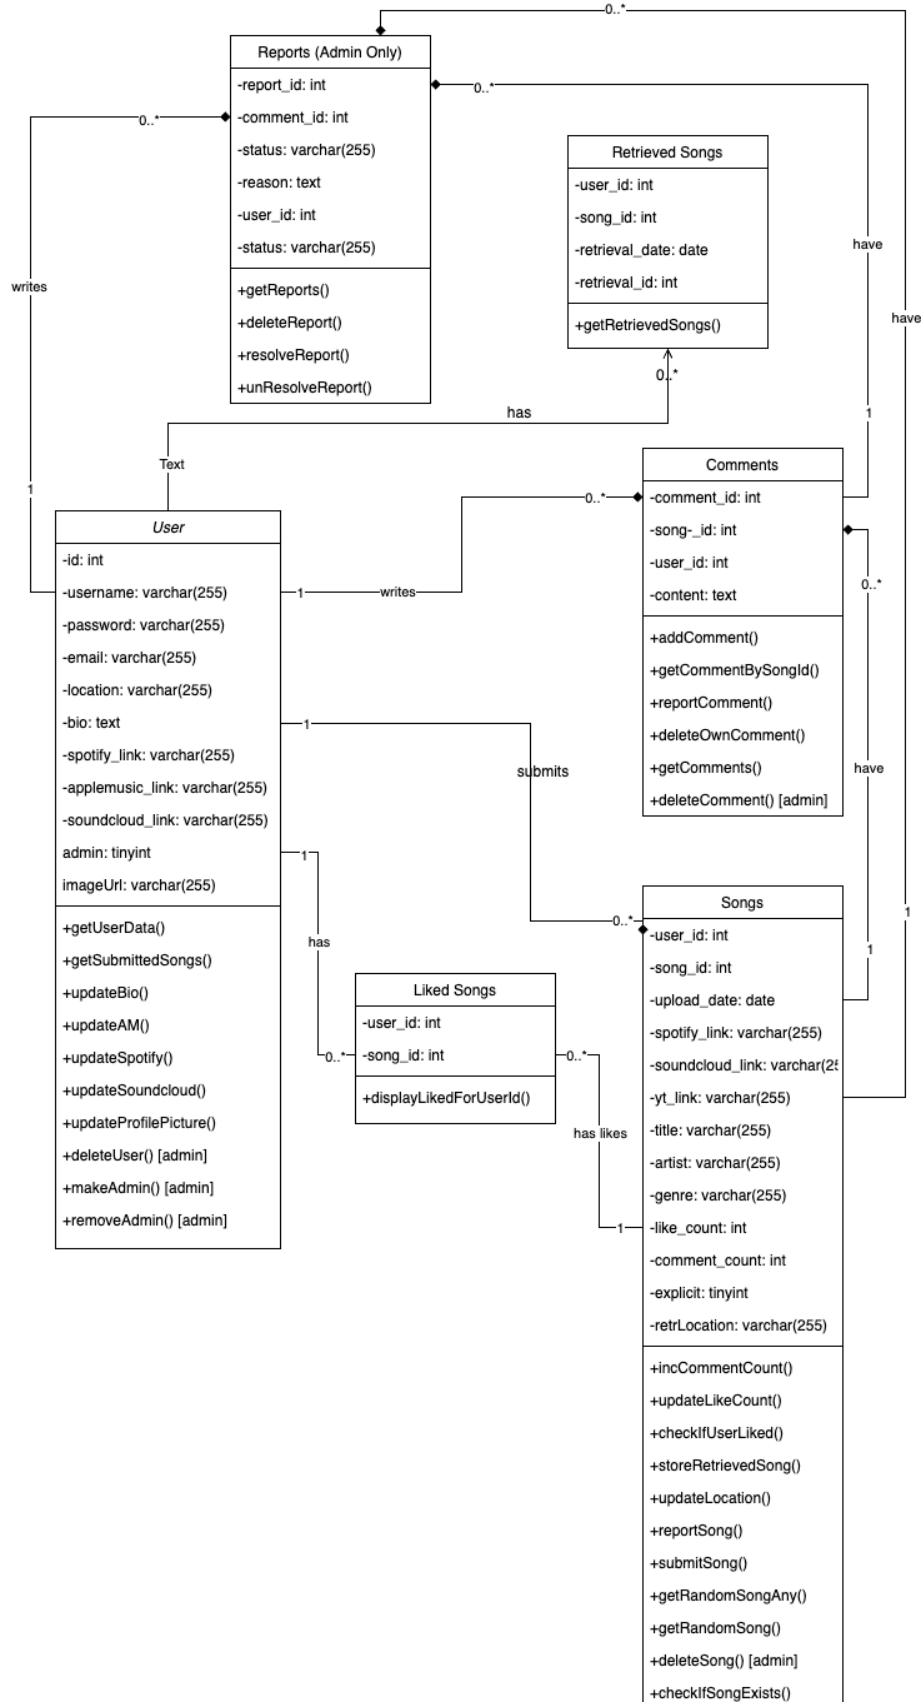 0..*
Reports (Admin Only)
-report_id: int
-comment_id: int
-status: varchar(255)
-reason: text
-user_id: int
-status: varchar(255)
+getReports()
+deleteReport()
+resolveReport()
+unResolveReport()
0..*
0..*
writes
1
have
1
have
1
Retrieved Songs
-user_id: int
-song_id: int
-retrieval_date: date
-retrieval_id: int
+getRetrievedSongs()
0..*
has
Text
User
-id: int
-username: varchar(255)
-password: varchar(255)
-email: varchar(255)
-location: varchar(255)
-bio: text
-spotify_link: varchar(255)
-applemusic_link: varchar(255)
-soundcloud_link: varchar(255)
admin: tinyint
imageUrl: varchar(255)
+getUserData()
+getSubmittedSongs()
+updateBio()
+updateAM()
+updateSpotify()
+updateSoundcloud()
+updateProfilePicture()
+deleteUser() [admin]
+makeAdmin() [admin]
+removeAdmin() [admin]
1
writes
0..*
Comments
-comment_id: int
-song-_id: int
-user_id: int
-content: text
+addComment()
+getCommentBySongId()
+reportComment()
+deleteOwnComment()
+getComments()
+deleteComment() [admin]
0..*
have
1
1
submits
0..*
1
has
0..*
Liked Songs
-user_id: int
-song_id: int
+displayLikedForUserId()
0..*
has likes
1
Songs
-user_id: int
-song_id: int
-upload_date: date
-spotify_link: varchar(255)
-soundcloud_link: varchar(25
-yt_link: varchar(255)
-title: varchar(255)
-artist: varchar(255)
-genre: varchar(255)
-like_count: int
-comment_count: int
-explicit: tinyint
-retrLocation: varchar(255)
+incCommentCount()
+updateLikeCount()
+checkIfUserLiked()
+storeRetrievedSong()
+updateLocation()
+reportSong()
+submitSong()
+getRandomSongAny()
+getRandomSong()
+deleteSong() [admin]
+checkIfSongExists()